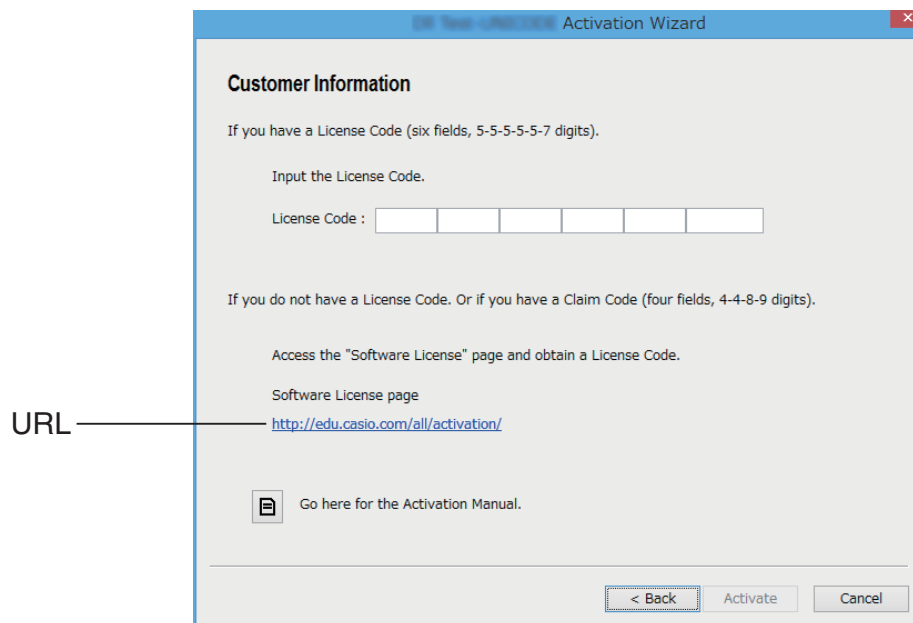 Activation Wizard
Customer Information
If you have a License Code (six fields, 5-5-5-5-5-7 digits).
Input the License Code.
License Code :
If you do not have a License Code. Or if you have a Claim Code (four fields, 4-4-8-9 digits).
Access the "Software License" page and obtain a License Code.
Software License page
URL
http://edu.casio.com/all/activation/
Go here for the Activation Manual.
< Back Activate Cancel